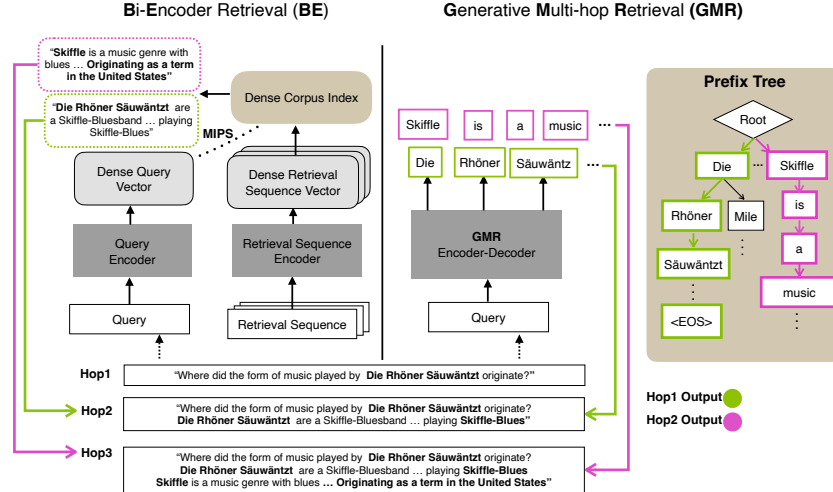 Bi-Encoder Retrieval (BE)
Generative Multi-hop Retrieval (GMR)
“Skiffle is a music genre with
blues … Originating as a term
in the United States”
“Die Rhöner Säuwäntzt are
a Skiffle-Bluesband … playing
Skiffle-Blues”
Dense Corpus Index
MIPS
Dense Query
Vector
Dense Retrieval
Sequence Vector
Query
Encoder
Retrieval Sequence
Encoder
Query
Retrieval Sequence
Skiffle is a music ...
Die Rhöner Säuwäntz ...
GMR
Encoder-Decoder
Query
Prefix Tree
Root
Die ... Skiffle
Rhöner Mile is
Säuwäntzt a
music
<EOS>
Hop1 “Where did the form of music played by Die Rhöner Säuwäntzt originate?”
Hop2 “Where did the form of music played by Die Rhöner Säuwäntzt originate?
Die Rhöner Säuwäntzt are a Skiffle-Bluesband … playing Skiffle-Blues”
Hop3 “Where did the form of music played by Die Rhöner Säuwäntzt originate?
Die Rhöner Säuwäntzt are a Skiffle-Bluesband … playing Skiffle-Blues
Skiffle is a music genre with blues … Originating as a term in the United States”
Hop1 Output
Hop2 Output